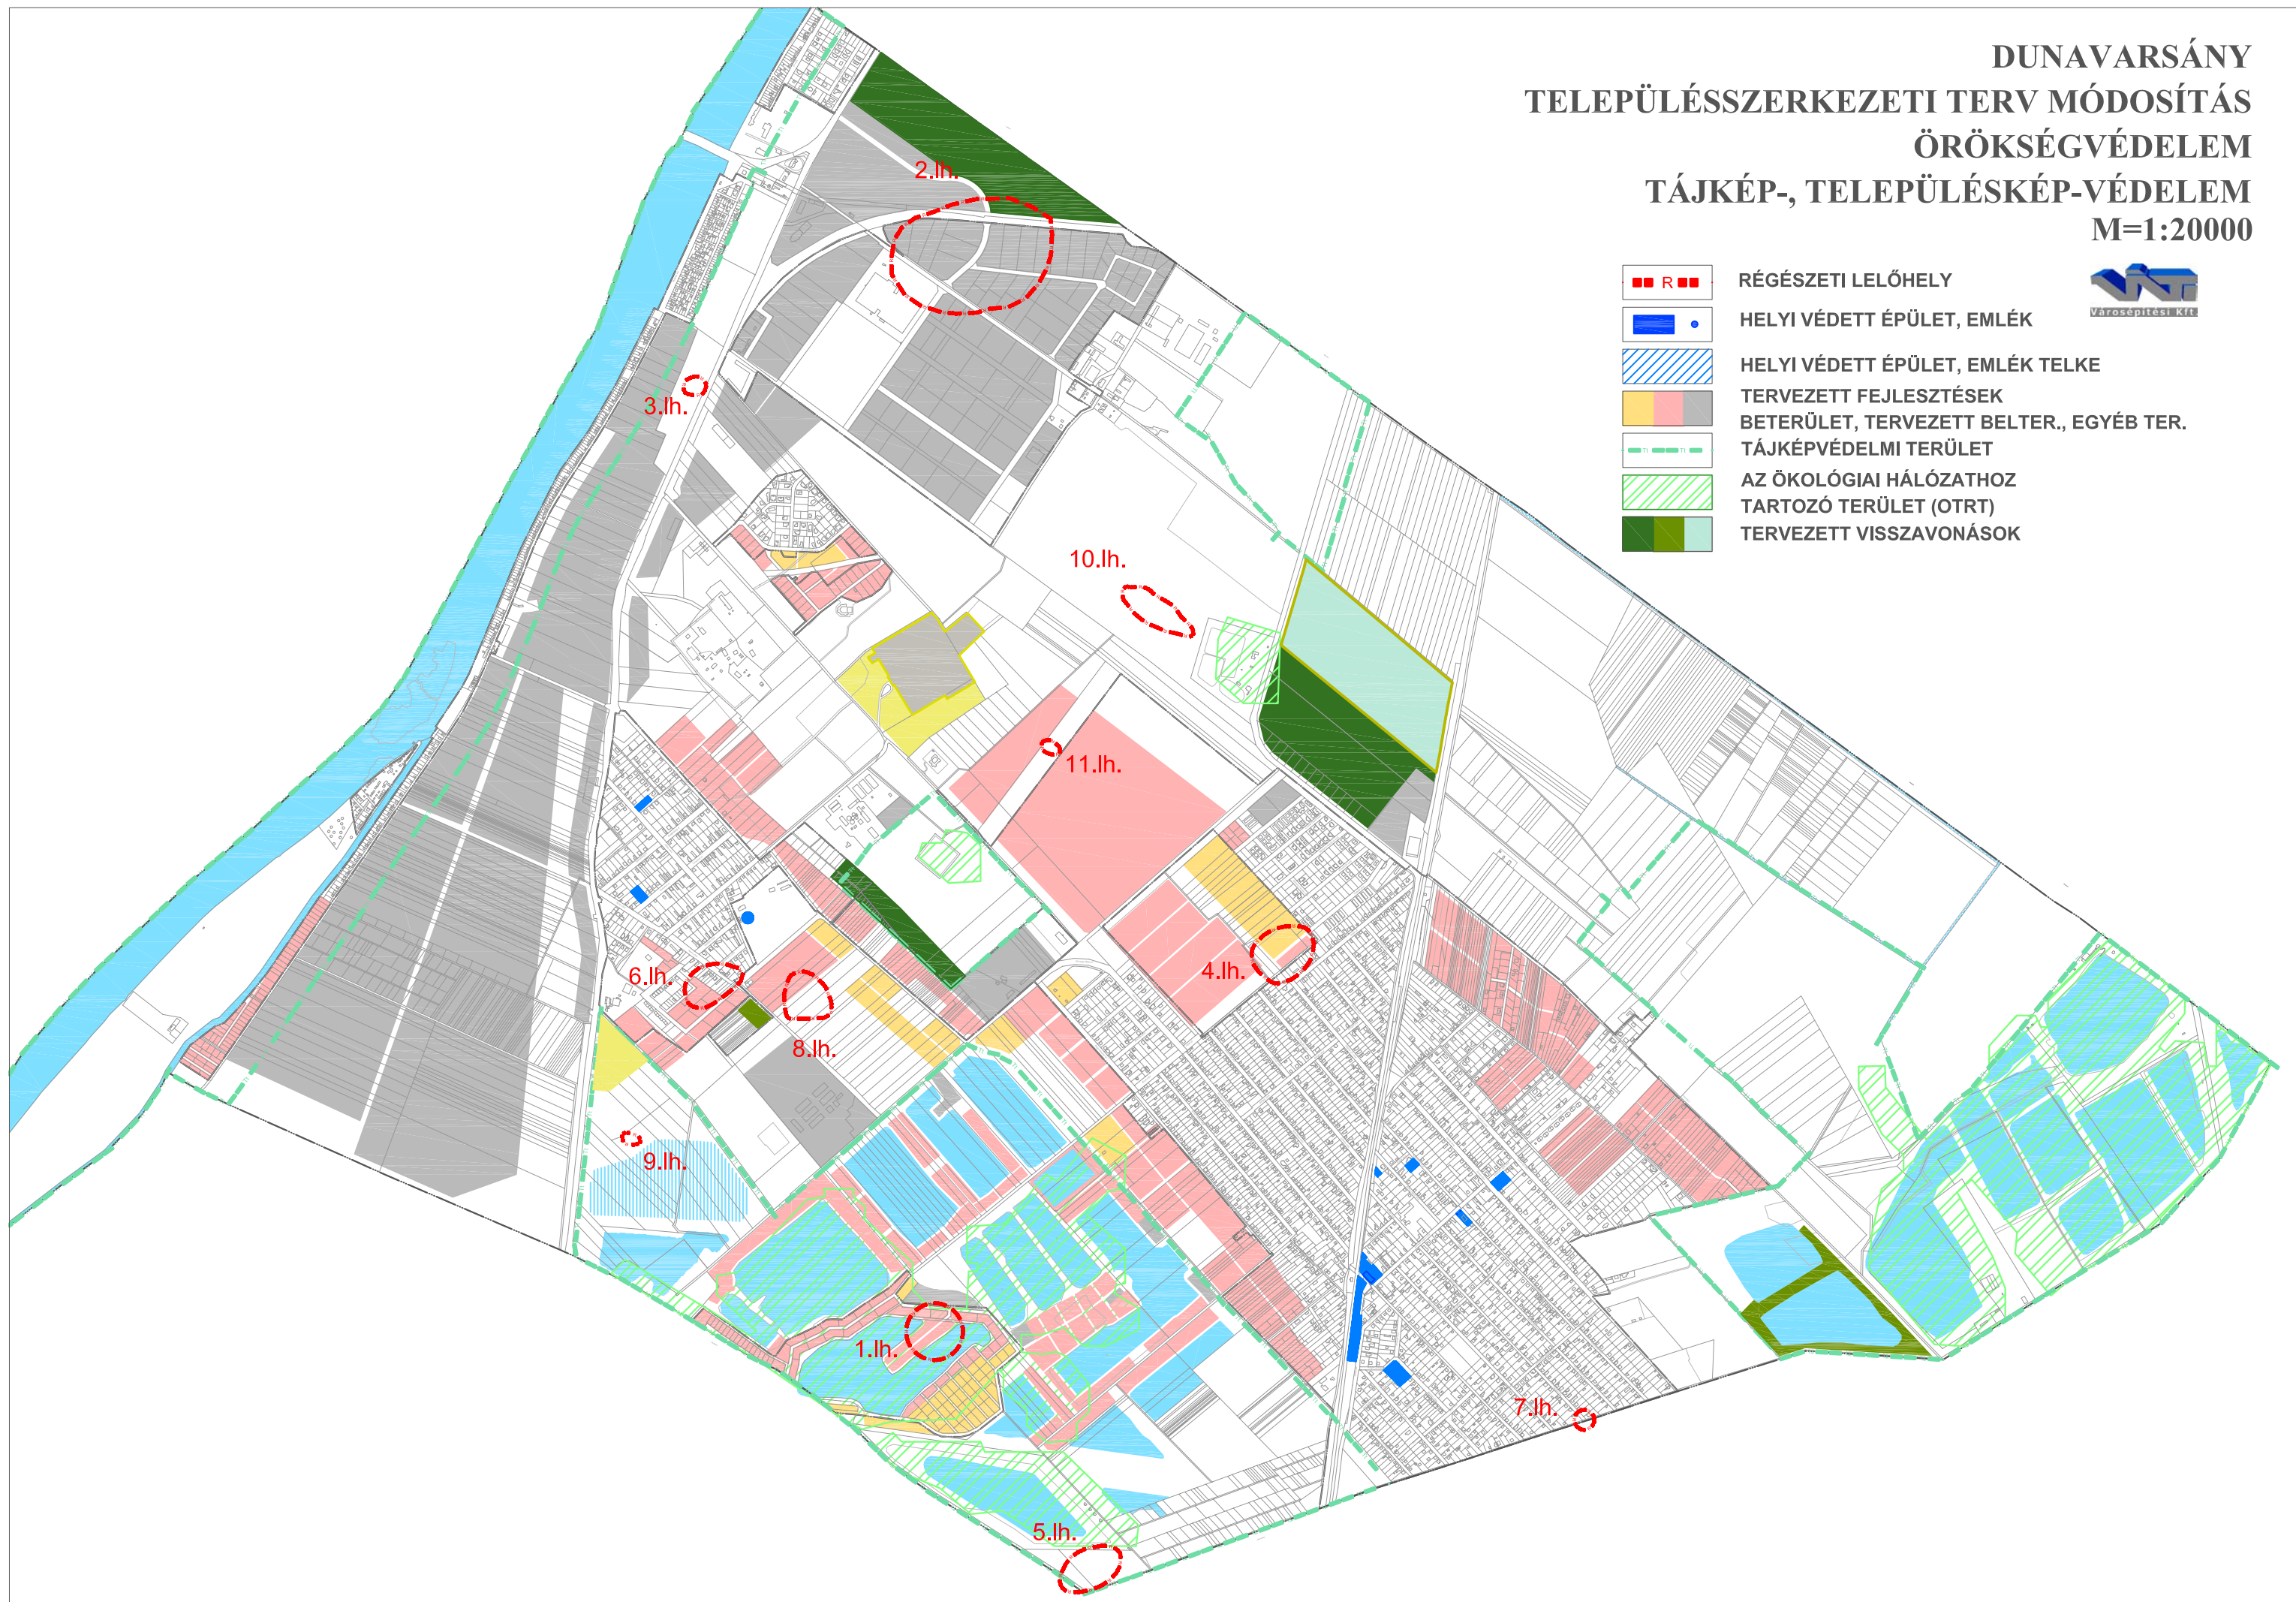 DUNAVARSÁNY
TELEPÜLÉSSZERKEZETI TERV MÓDOSÍTÁS
ÖRÖKSÉGVÉDELEM
TÁJKÉP-, TELEPÜLÉSKÉP-VÉDELEM
M=1:20000
R RÉGÉSZETI LELŐHELY
Városépítési Kft.
HELYI VÉDETT ÉPÜLET, EMLÉK
HELYI VÉDETT ÉPÜLET, EMLÉK TELKE
TERVEZETT FEJLESZTÉSEK
BETERÜLET, TERVEZETT BELTER., EGYÉB TER.
TÁJKÉPVÉDELMI TERÜLET
AZ ÖKOLÓGIAI HÁLÓZATHOZ
TARTOZÓ TERÜLET (OTRT)
TERVEZETT VISSZAVONÁSOK
2.lh.
3.lh.
10.lh.
11.lh.
4.lh.
6.lh.
8.lh.
9.lh.
1.lh.
7.lh.
5.lh.